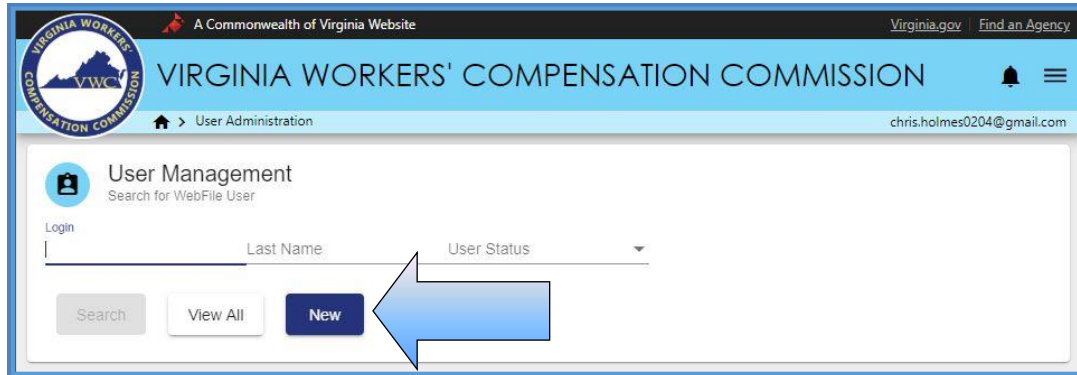 A Commonwealth of Virginia Website
Virginia.gov | Find an Agency
VIRGINIA WORKERS' COMPENSATION COMMISSION
VWC
VIRGINIA WORKERS' COMPENSATION COMMISSION
> User Administration
chris.holmes0204@gmail.com
User Management
Search for WebFile User
Login
Last Name
User Status
Search
View All
New